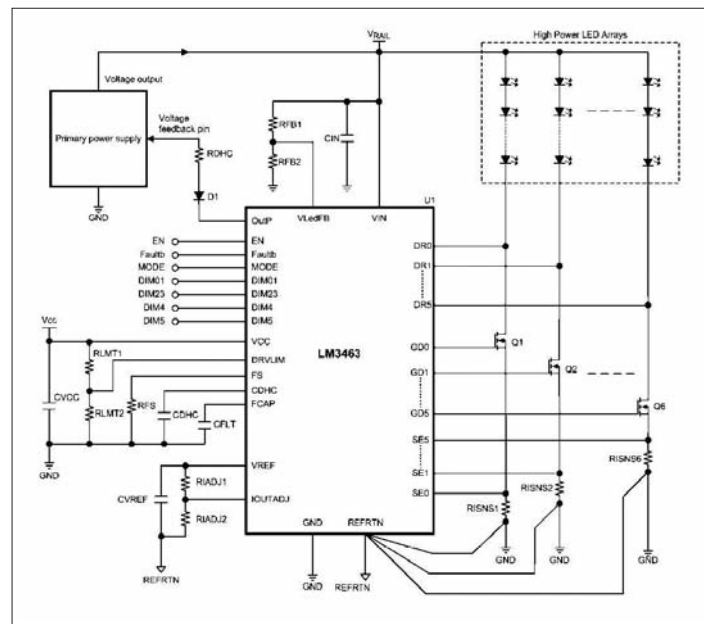 VRAIL
High Power LED Arrays
Voltage output
Voltage
feedback pin
Primary power supply
RDHC
RFB1
CIN
RFB2
D1
GND
U1
OutP
VLedFB
VIN
EN
EN
Faultb
Faultb
MODE
MODE
DIM01
DIM01
DIM23
DIM23
DIM4
DIM4
DIM5
DIM5
DR0
DR1
DR5
Vcc
VCC
RLMT1
DRVLIM
LM3463
GD0
Q1
FS
GD1
Q2
CDHC
CVCC
RLMT2
RFS
CDHC
FCAP
CFLT
GD5
Q6
GND
SE5
RISNS6
VREF
SE1
RISNS2
CVREF
RIADJ1
IOUTADJ
SE0
RISNS1
RIADJ2
GND
REFRTN
GND
GND
GND
REFRTN
GND
REFRTN